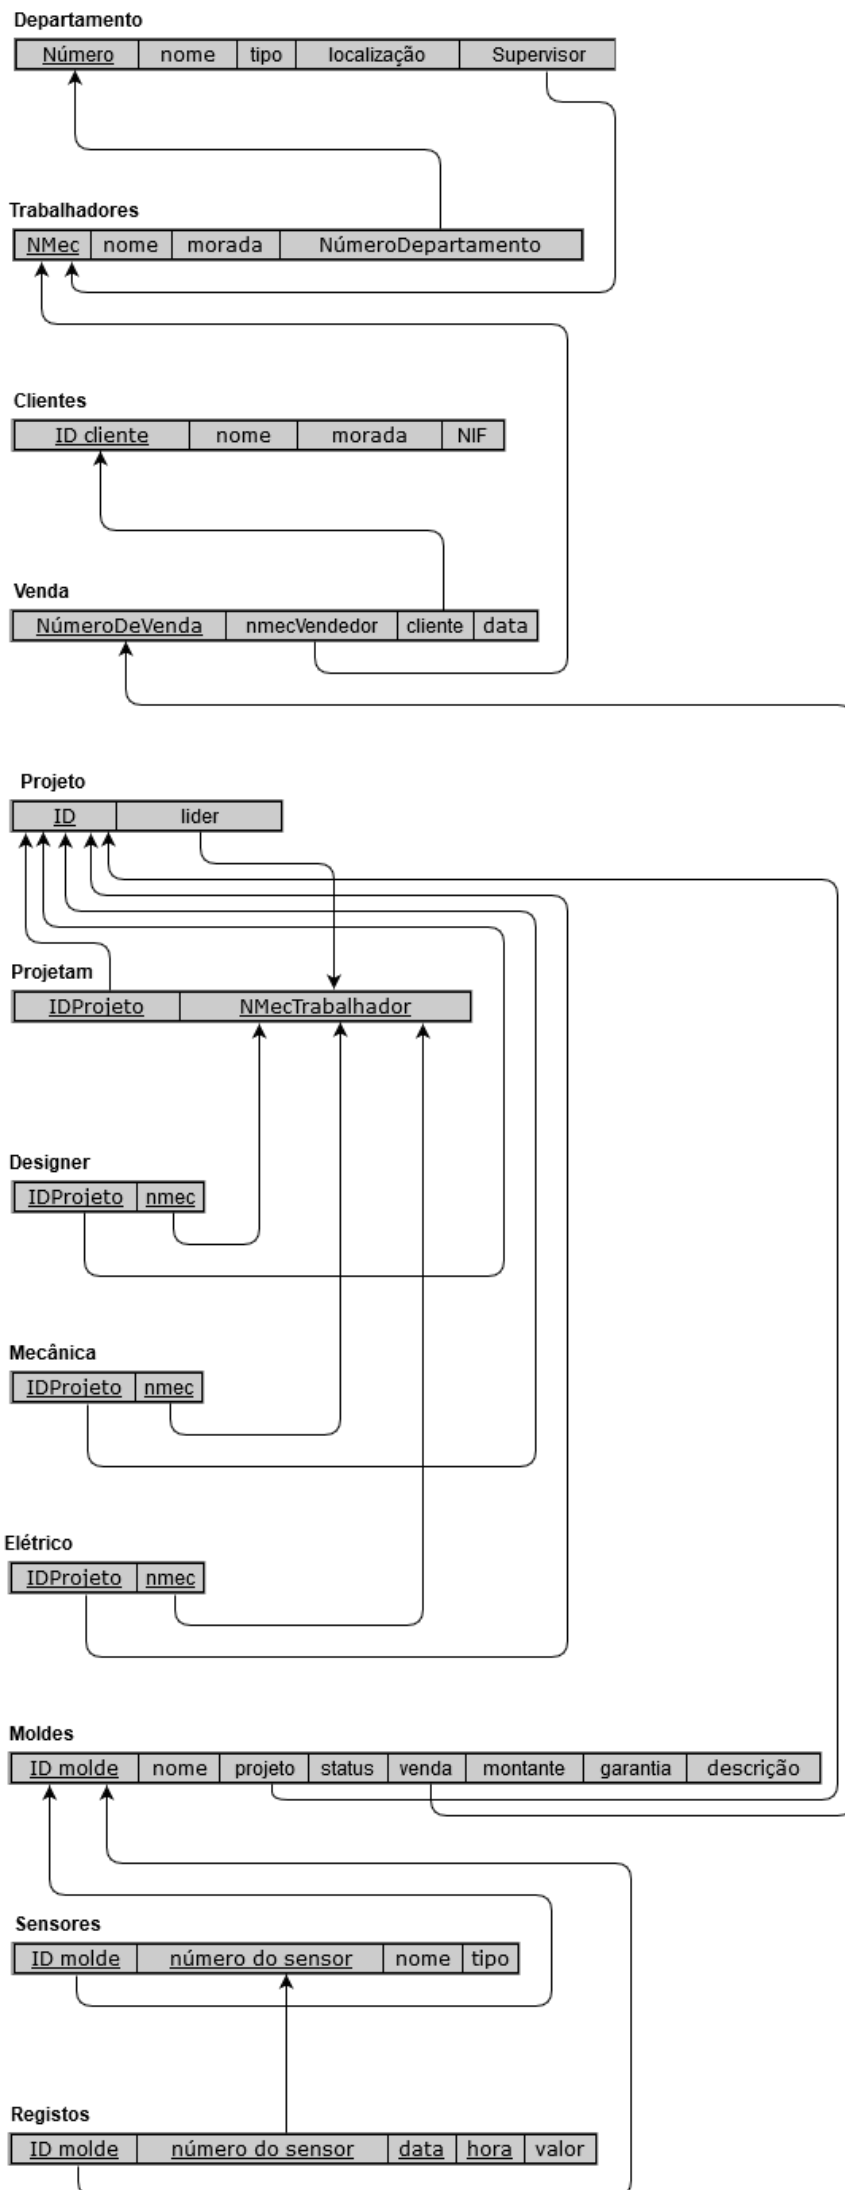 Departamento
Número nome tipo localização Supervisor
Trabalhadores
NMec nome morada NúmeroDepartamento
Clientes
ID cliente nome morada NIF
Venda
NúmeroDeVenda nmecVendedor cliente data
Projeto
ID lider
Projetam
IDProjeto NMecTrabalhador
Designer
IDProjeto nmec
Mecânica
IDProjeto nmec
Elétrico
IDProjeto nmec
Moldes
ID molde nome projeto status venda montante garantia descrição
Sensores
ID molde número do sensor nome tipo
Registos
ID molde número do sensor data hora valor